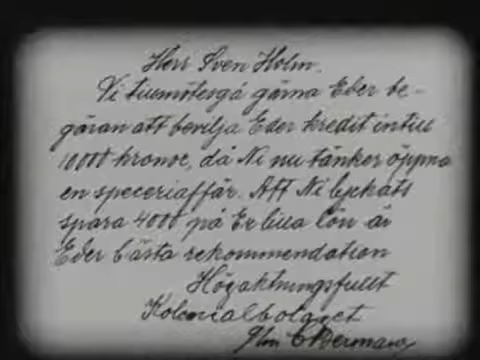 Herr Sven Holm.
Vi tillmötesgå gärna Eder be-
gäran att bevilja Eder kredit intill
10000 kronor, då Ni nu tänker öppna
en speceriaffär. Att Ni lyckats
spara 4000 på Er lilla lön är
Eder bästa rekommendation
Högaktningsfullt
Kolonialbolaget